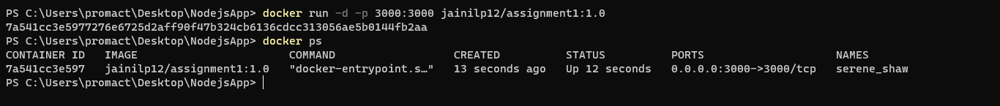 PS C:\Users\promact\Desktop\NodejsApp> docker run -d -p 3000:3000 jainilp12/assignment1:1.0
7a541cc3e5977276e6725d2aff90f47b324cb6136cdcc313056ae5b0144fb2aa
PS C:\Users\promact\Desktop\NodejsApp> docker ps
CONTAINER ID   IMAGE                       COMMAND                  CREATED          STATUS          PORTS                    NAMES
7a541cc3e597   jainilp12/assignment1:1.0   "docker-entrypoint.s…"   13 seconds ago   Up 12 seconds   0.0.0.0:3000->3000/tcp   serene_shaw
PS C:\Users\promact\Desktop\NodejsApp>